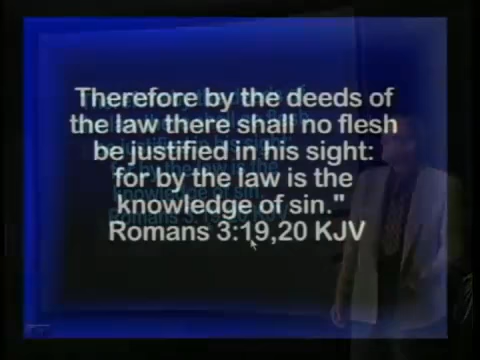 Therefore by the deeds of
the law there shall no flesh
be justified in his sight:
for by the law is the
knowledge of sin."
Romans 3:19,20 KJV